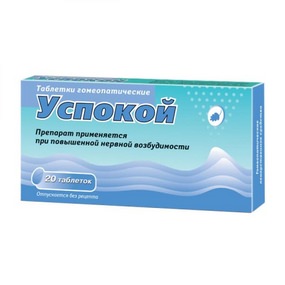 Таблетки гомеопатические
Успокой
Препарат применяется
при повышенной нервной возбудимости
20 таблеток
Отпускается без рецепта